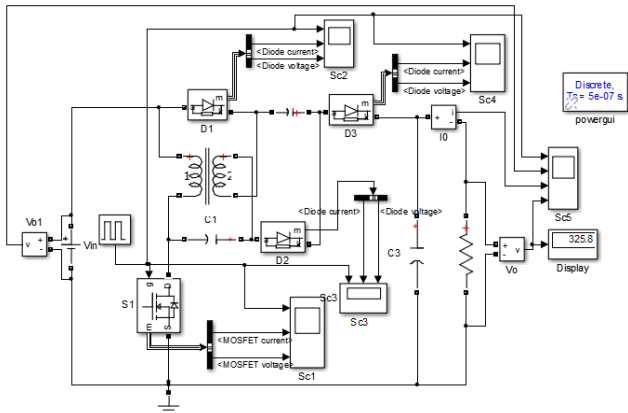 <Diode current>
<Diode voltage>
Sc2
m
D1
<Diode current>
<Diode voltage>
Sc4
m
D3
Discrete,
Ts = 5e-07 s.
powergui
i
I0
1
2
C1
D2
m
<Diode current>
<Diode voltage>
Sc5
Vo1
v
Vin
C3
v
Vo
325.8
Display
S1
g
D
m
S
Sc3
Sc3
<MOSFET current>
<MOSFET voltage>
Sc1